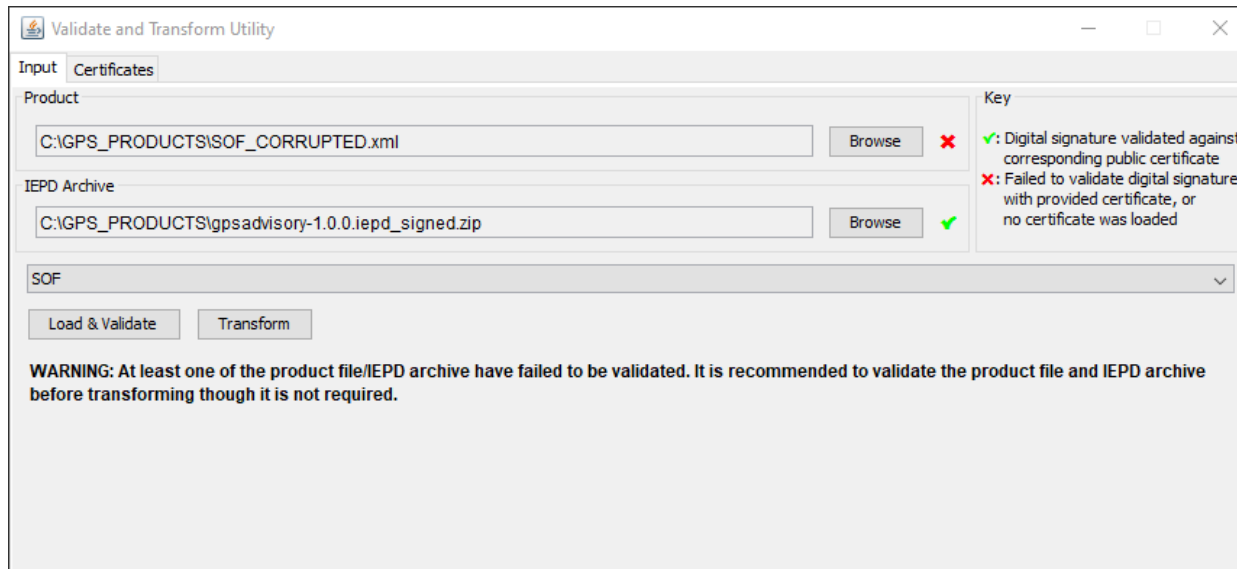 Validate and Transform Utility
Input
Certificates
Product
C:\GPS_PRODUCTS\SOF_CORRUPTED.xml
Browse
IEPD Archive
C:\GPS_PRODUCTS\gpsadvisory-1.0.0.iepd_signed.zip
Browse
Key
✓: Digital signature validated against
corresponding public certificate
✗: Failed to validate digital signature
with provided certificate, or
no certificate was loaded
SOF
Load & Validate
Transform
WARNING: At least one of the product file/IEPD archive have failed to be validated. It is recommended to validate the product file and IEPD archive
before transforming though it is not required.